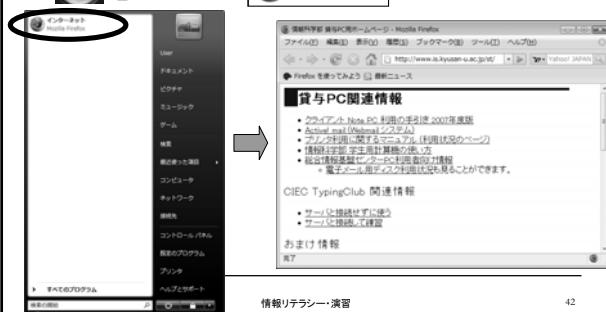 インターネット
Mozilla Firefox
User
ドキュメント
ピクチャ
ミュージック
ゲーム
検索
最近使った項目
コンピュータ
ネットワーク
接続先
コントロール パネル
既定のプログラム
プリンタ
ヘルプとサポート
すべてのプログラム
検索の開始
情報科学部 貸与PC用ホームページ - Mozilla Firefox
ファイル(F) 編集(E) 表示(V) 履歴(S) ブックマーク(B) ツール(T) ヘルプ(H)
http://www.is.kyusan-u.ac.jp/st/ Yahoo! JAPAN
Firefox を使ってみよう 最新ニュース
貸与PC関連情報
クライアント Note PC 利用の手引き 2007年度版
Active! mail (Webmail システム)
プリンタ利用に関するマニュアル (利用状況のページ)
情報科学部 学生用計算機の使い方
総合情報基盤センターPC利用者向け情報
電子メール用ディスク利用状況も見ることができます。
CIEC TypingClub 関連情報
サーバと接続せずに使う
サーバと接続して練習
おまけ情報
完了
情報リテラシー・演習
42